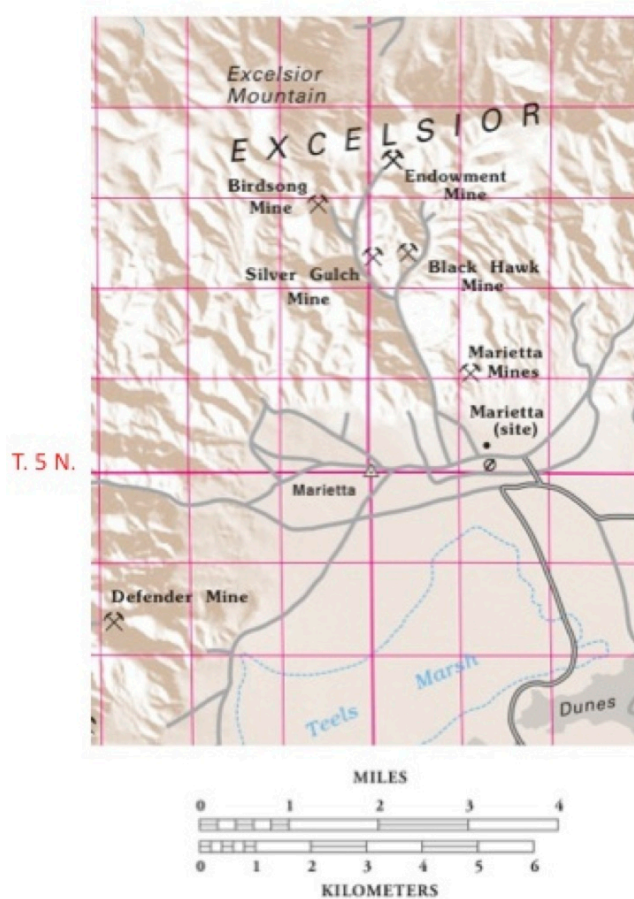 Excelsior
Mountain
EXCELSIOR
Endowment
Mine
Birdsong
Mine
Silver Gulch
Mine
Black Hawk
Mine
Marietta
Mines
Marietta
(site)
T. 5 N.
Marietta
Defender Mine
Teels Marsh
Dunes
MILES
0 1 2 3 4
0 1 2 3 4 5 6
KILOMETERS